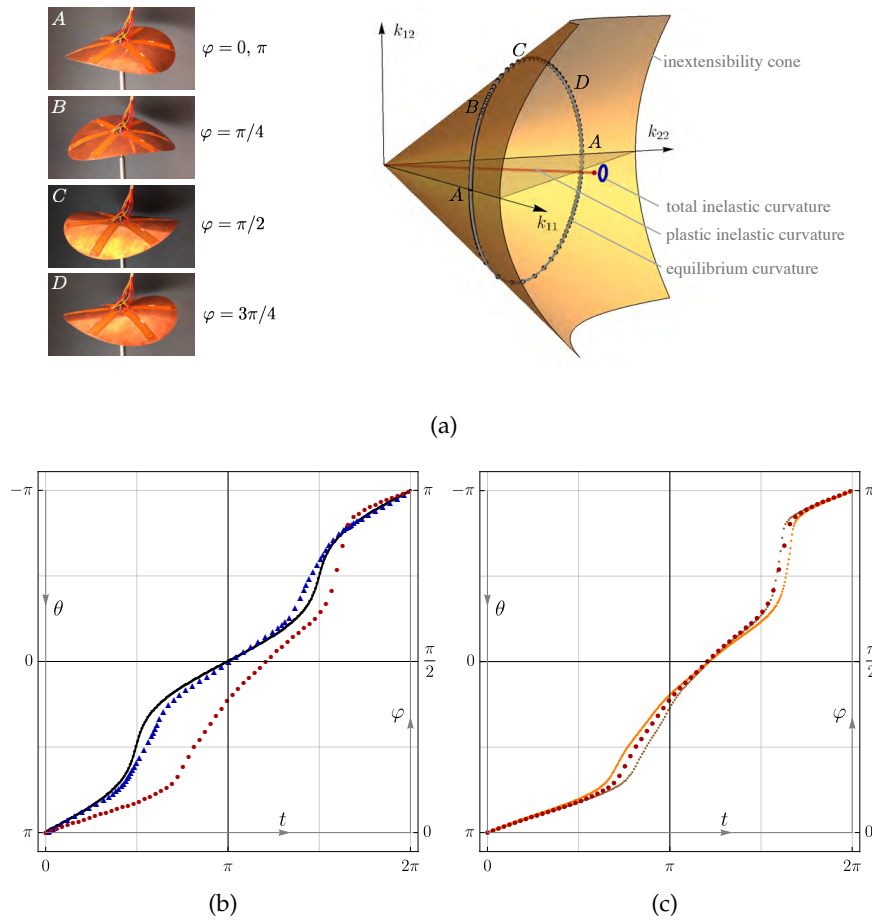 A
φ = 0, π
B
φ = π/4
C
φ = π/2
D
φ = 3π/4
k12
C
D
B
A
A
k22
k11
inextensibility cone
total inelastic curvature
plastic inelastic curvature
equilibrium curvature
(a)
−π
π
θ
0
π/2
φ
t
π
0
0
π
2π
(b)
−π
π
θ
0
π/2
φ
t
π
0
0
π
2π
(c)